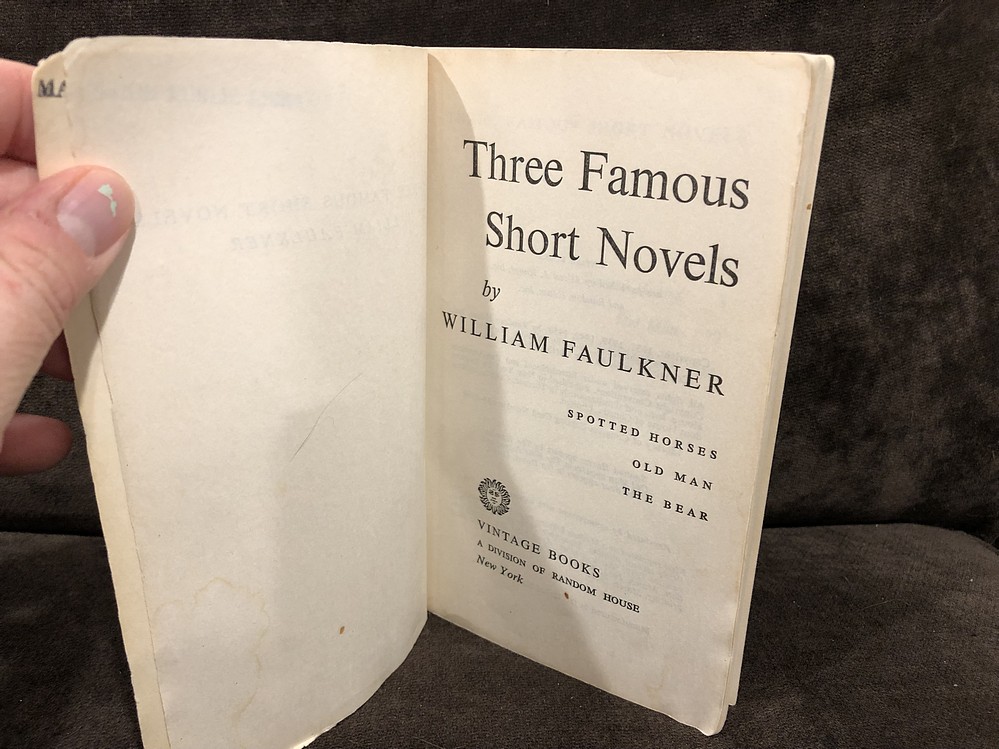 MA
Three Famous
Short Novels
by
WILLIAM FAULKNER
SPOTTED HORSES
OLD MAN
THE BEAR
VINTAGE BOOKS
A DIVISION OF RANDOM HOUSE
New York